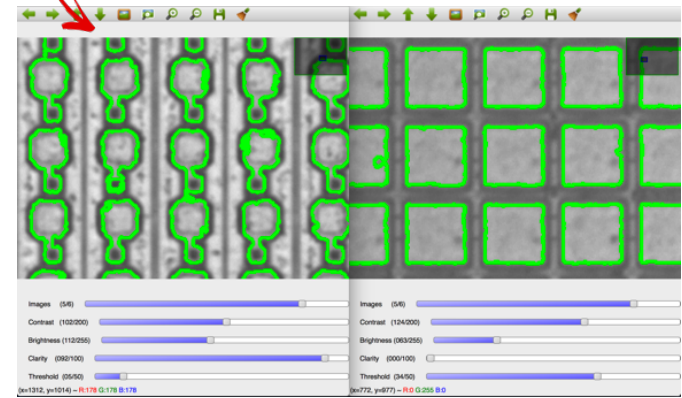 Images (5/6)
Contrast (102/200)
Brightness (112/255)
Clarity (092/100)
Threshold (05/50)
(x=1312, y=1014) ~ R:178 G:178 B:178
Images (5/6)
Contrast (124/200)
Brightness (063/255)
Clarity (000/100)
Threshold (34/50)
(x=772, y=977) ~ R:0 G:255 B:0